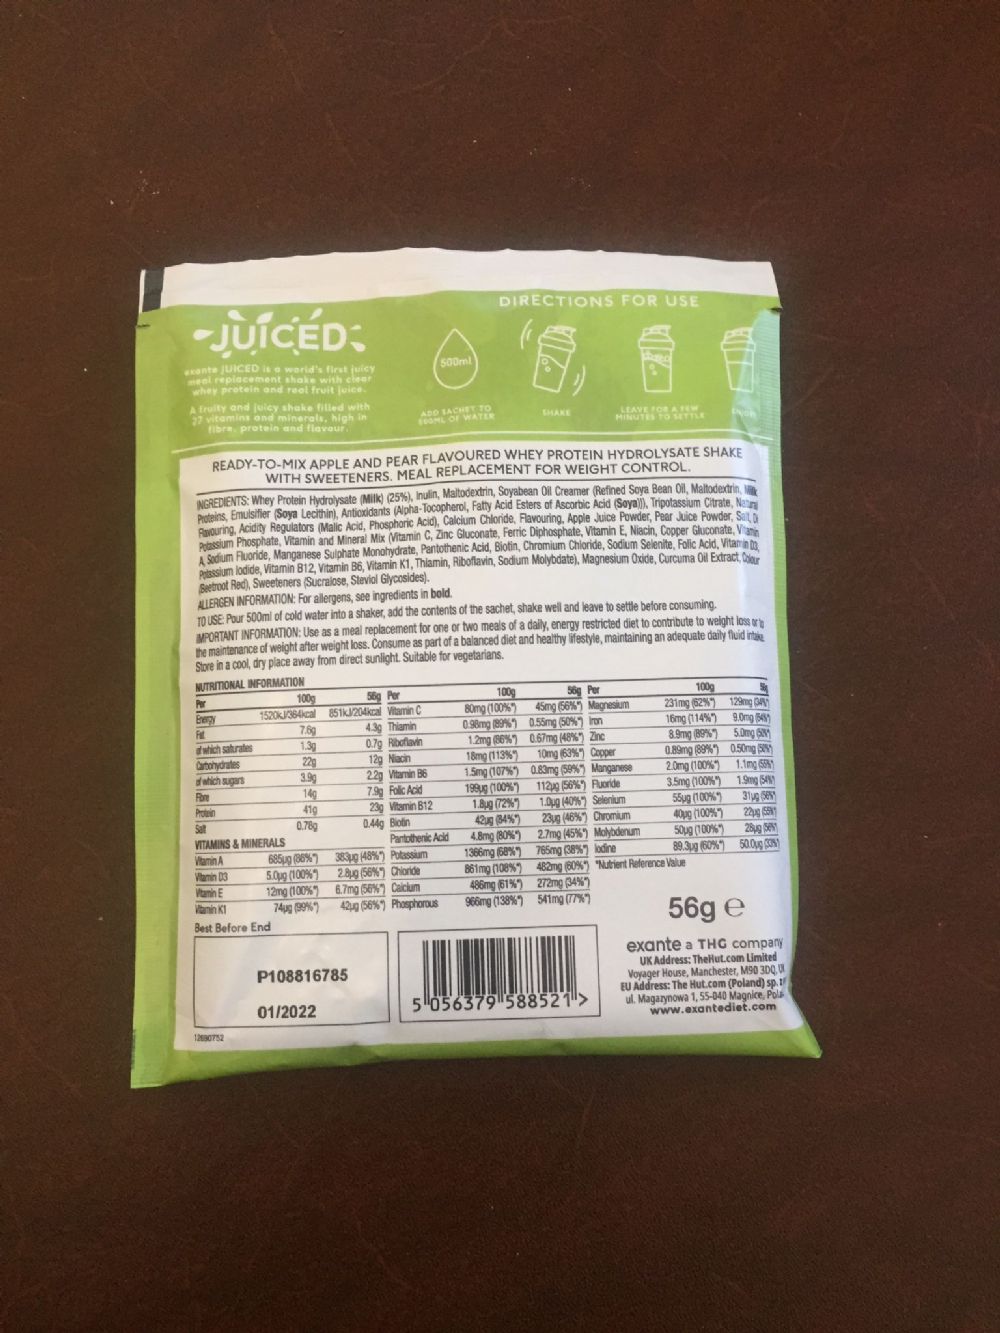 JUICED
exante JUICED is a world's first juicy
meal replacement shake with clear
whey protein and real fruit juice.
A fruity and juicy shake filled with
27 vitamins and minerals, high in
fibre, protein and flavour.
DIRECTIONS FOR USE
500ml
ADD SACHET TO
500ML OF WATER
SHAKE
LEAVE FOR A FEW
MINUTES TO SETTLE
ENJOY
READY-TO-MIX APPLE AND PEAR FLAVOURED WHEY PROTEIN HYDROLYSATE SHAKE
WITH SWEETENERS. MEAL REPLACEMENT FOR WEIGHT CONTROL.
INGREDIENTS: Whey Protein Hydrolysate (Milk) (25%), Inulin, Maltodextrin, Soyabean Oil Creamer (Refined Soya Bean Oil, Maltodextrin, Milk
Proteins, Emulsifier (Soya Lecithin), Antioxidants (Alpha-Tocopherol, Fatty Acid Esters of Ascorbic Acid (Soya))), Tripotassium Citrate, Natural
Flavouring, Acidity Regulators (Malic Acid, Phosphoric Acid), Calcium Chloride, Flavouring, Apple Juice Powder, Pear Juice Powder, Salt, Di
Potassium Phosphate, Vitamin and Mineral Mix (Vitamin C, Zinc Gluconate, Ferric Diphosphate, Vitamin E, Niacin, Copper Gluconate, Vitamin
A, Sodium Fluoride, Manganese Sulphate Monohydrate, Pantothenic Acid, Biotin, Chromium Chloride, Sodium Selenite, Folic Acid, Vitamin D3,
Potassium Iodide, Vitamin B12, Vitamin B6, Vitamin K1, Thiamin, Riboflavin, Sodium Molybdate), Magnesium Oxide, Curcuma Oil Extract, Colour
(Beetroot Red), Sweeteners (Sucralose, Steviol Glycosides).
ALLERGEN INFORMATION: For allergens, see ingredients in bold.
TO USE: Pour 500ml of cold water into a shaker, add the contents of the sachet, shake well and leave to settle before consuming.
IMPORTANT INFORMATION: Use as a meal replacement for one or two meals of a daily, energy restricted diet to contribute to weight loss or to
the maintenance of weight after weight loss. Consume as part of a balanced diet and healthy lifestyle, maintaining an adequate daily fluid intake.
Store in a cool, dry place away from direct sunlight. Suitable for vegetarians.
NUTRITIONAL INFORMATION
Per 100g 56g
Energy 1520kJ/364kcal 851kJ/204kcal
Fat 7.6g 4.3g
of which saturates 1.3g 0.7g
Carbohydrates 22g 12g
of which sugars 3.9g 2.2g
Fibre 14g 7.9g
Protein 41g 23g
Salt 0.78g 0.44g
VITAMINS & MINERALS
Vitamin A 685µg (86%*) 383µg (48%*)
Vitamin D3 5.0µg (100%*) 2.8µg (56%*)
Vitamin E 12mg (100%*) 6.7mg (56%*)
Vitamin K1 74µg (99%*) 42µg (56%*)
Per 100g 56g
Vitamin C 80mg (100%*) 45mg (56%*)
Thiamin 0.98mg (89%*) 0.55mg (50%*)
Riboflavin 1.2mg (86%*) 0.67mg (48%*)
Niacin 18mg (113%*) 10mg (63%*)
Vitamin B6 1.5mg (107%*) 0.83mg (59%*)
Folic Acid 199µg (100%*) 112µg (56%*)
Vitamin B12 1.8µg (72%*) 1.0µg (40%*)
Biotin 42µg (84%*) 23µg (46%*)
Pantothenic Acid 4.8mg (80%*) 2.7mg (45%*)
Potassium 1366mg (68%*) 765mg (38%*)
Chloride 861mg (108%*) 482mg (60%*)
Calcium 486mg (61%*) 272mg (34%*)
Phosphorous 966mg (138%*) 541mg (77%*)
Per 100g 56g
Magnesium 231mg (62%*) 129mg (34%*)
Iron 16mg (114%*) 9.0mg (64%*)
Zinc 8.9mg (89%*) 5.0mg (50%*)
Copper 0.89mg (89%*) 0.50mg (50%*)
Manganese 2.0mg (100%*) 1.1mg (55%*)
Fluoride 3.5mg (100%*) 1.9mg (54%*)
Selenium 55µg (100%*) 31µg (56%*)
Chromium 40µg (100%*) 22µg (55%*)
Molybdenum 50µg (100%*) 28µg (56%*)
Iodine 89.3µg (60%*) 50.0µg (33%*)
*Nutrient Reference Value
56g e
Best Before End
P108816785
01/2022
12690752
5 056379 588521 >
exante a THG company
UK Address: TheHut.com Limited
Voyager House, Manchester, M90 3DQ, UK
EU Address: The Hut.com (Poland) sp.
ul. Magazynowa 1, 55-040 Magnice,
www.exantediet.com